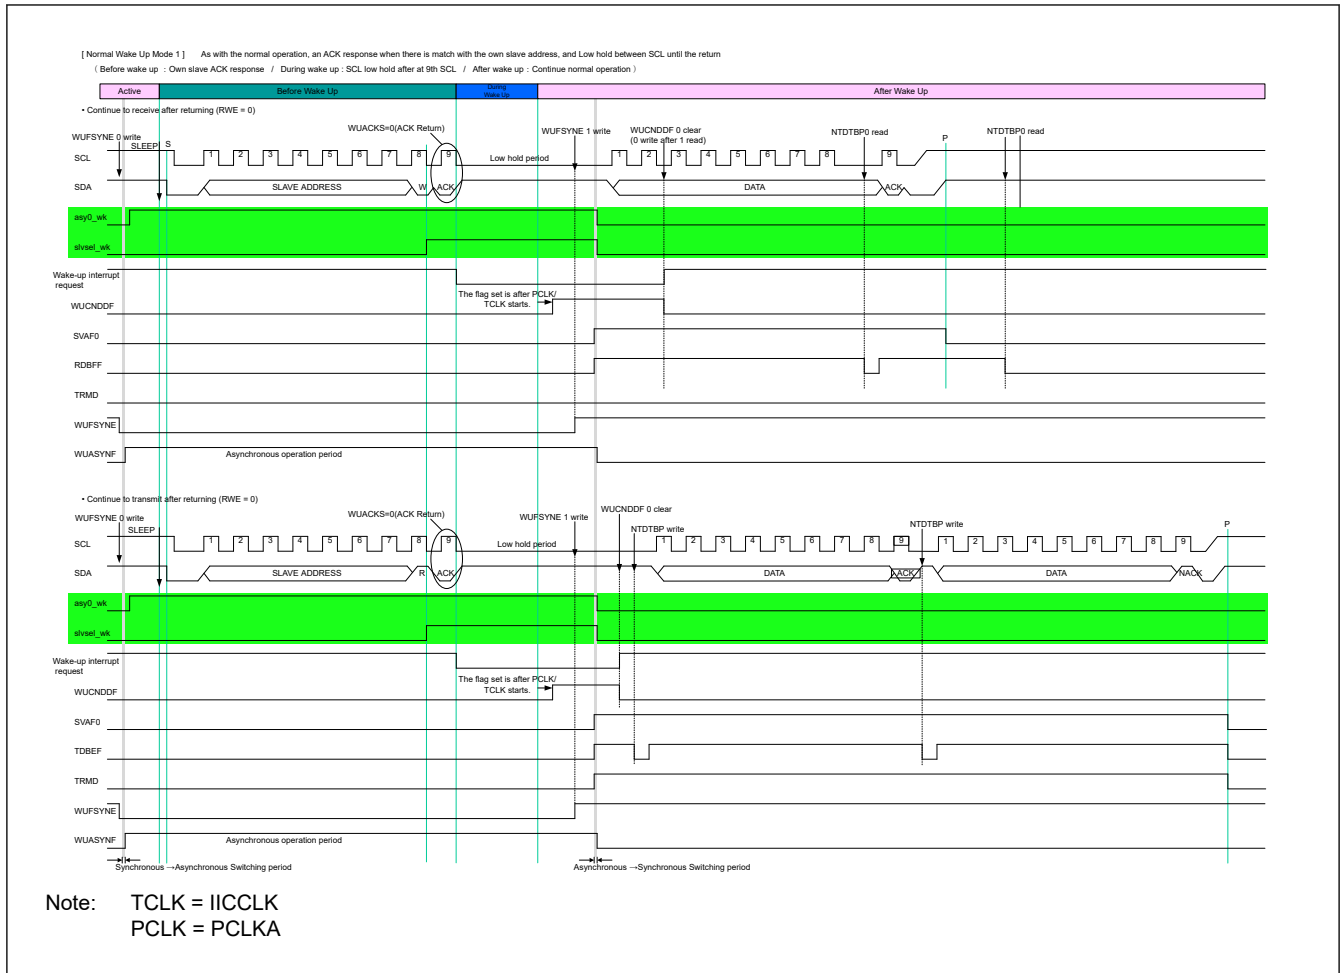 [ Normal Wake Up Mode 1 ] As with the normal operation, an ACK response when there is match with the own slave address, and Low hold between SCL until the return
( Before wake up : Own slave ACK response / During wake up : SCL low hold after at 9th SCL / After wake up : Continue normal operation )
Active Before Wake Up During Wake Up After Wake Up
• Continue to receive after returning (RWE = 0)
WUFSYNE 0 write SLEEP S WUACKS=0(ACK Return) WUFSYNE 1 write WUCNDDF 0 clear (0 write after 1 read) NTDTBP0 read P NTDTBP0 read
SCL 1 2 3 4 5 6 7 8 9 Low hold period 1 2 3 4 5 6 7 8 9
SDA SLAVE ADDRESS W ACK DATA ACK
asy0_wk
slvsel_wk
Wake-up interrupt
request
The flag set is after PCLK/
TCLK starts.
WUCNDDF
SVAF0
RDBFF
TRMD
WUFSYNE
WUASYNF Asynchronous operation period
• Continue to transmit after returning (RWE = 0)
WUFSYNE 0 write SLEEP WUACKS=0(ACK Return) WUFSYNE 1 write WUCNDDF 0 clear NTDTBP write NTDTBP write P
SCL 1 2 3 4 5 6 7 8 9 Low hold period 1 2 3 4 5 6 7 8 9 1 2 3 4 5 6 7 8 9
SDA SLAVE ADDRESS R ACK DATA ACK DATA NACK
asy0_wk
slvsel_wk
Wake-up interrupt
request
The flag set is after PCLK/
TCLK starts.
WUCNDDF
SVAF0
TDBEF
TRMD
WUFSYNE
WUASYNF Asynchronous operation period
Synchronous →Asynchronous Switching period Asynchronous →Synchronous Switching period
Note: TCLK = IICCLK
PCLK = PCLKA